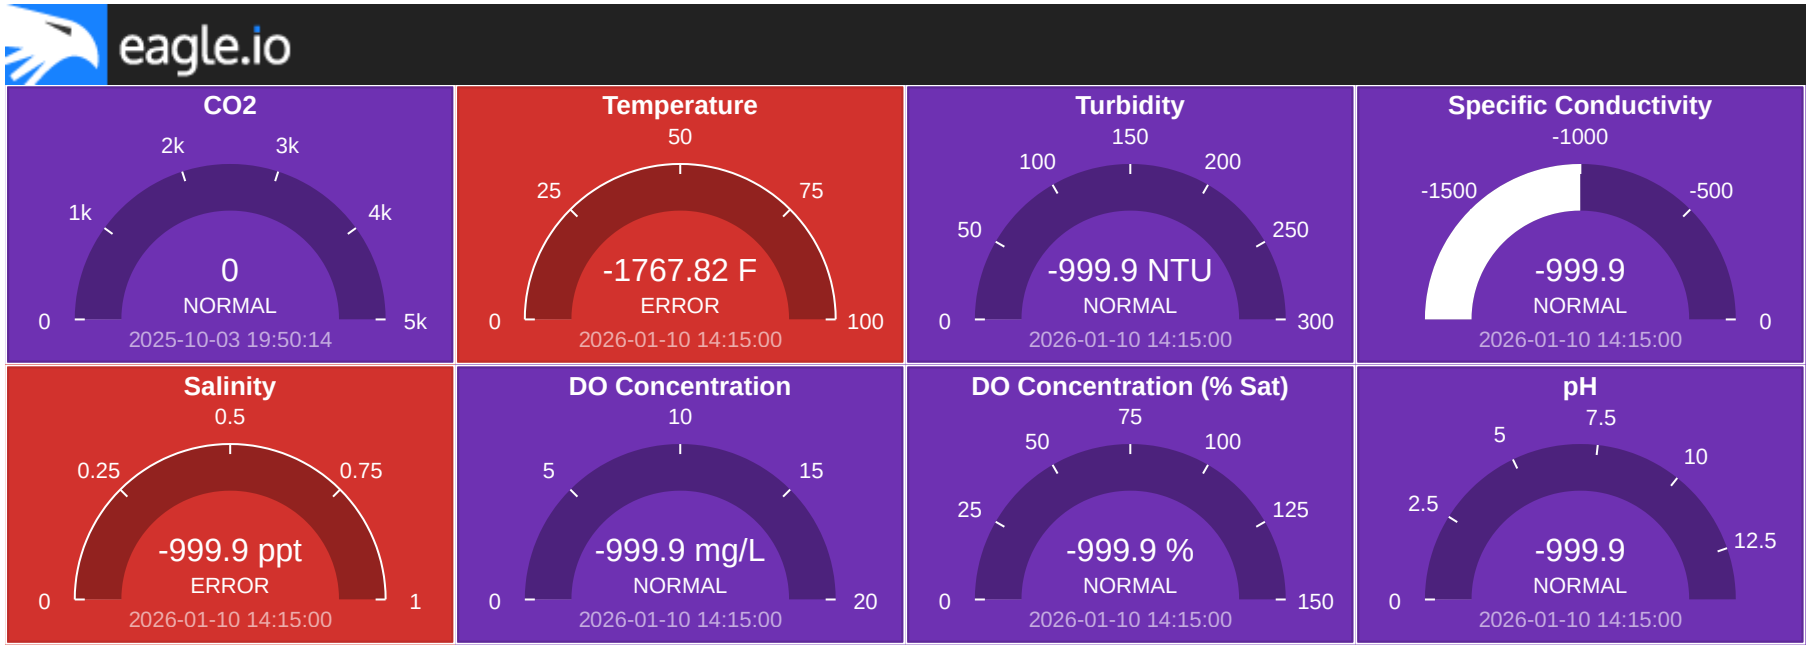 eagle.io
CO2
2k
3k
1k
4k
0
NORMAL
0
5k
2025-10-03 19:50:14
Temperature
50
25
75
-1767.82 F
ERROR
0
100
2026-01-10 14:15:00
Turbidity
150
100
200
50
250
-999.9 NTU
NORMAL
0
300
2026-01-10 14:15:00
Specific Conductivity
-1000
-1500
-500
-999.9
NORMAL
0
2026-01-10 14:15:00
Salinity
0.5
0.25
0.75
-999.9 ppt
ERROR
0
1
2026-01-10 14:15:00
DO Concentration
10
5
15
-999.9 mg/L
NORMAL
0
20
2026-01-10 14:15:00
DO Concentration (% Sat)
75
50
100
25
125
-999.9 %
NORMAL
0
150
2026-01-10 14:15:00
pH
7.5
5
10
2.5
12.5
-999.9
NORMAL
0
2026-01-10 14:15:00